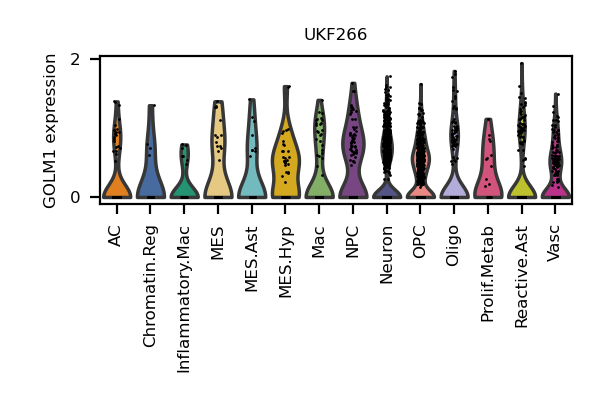 UKF266
GOLM1 expression
2
0
AC
Chromatin.Reg
Inflammatory.Mac
MES
MES.Ast
MES.Hyp
Mac
NPC
Neuron
OPC
Oligo
Prolif.Metab
Reactive.Ast
Vasc